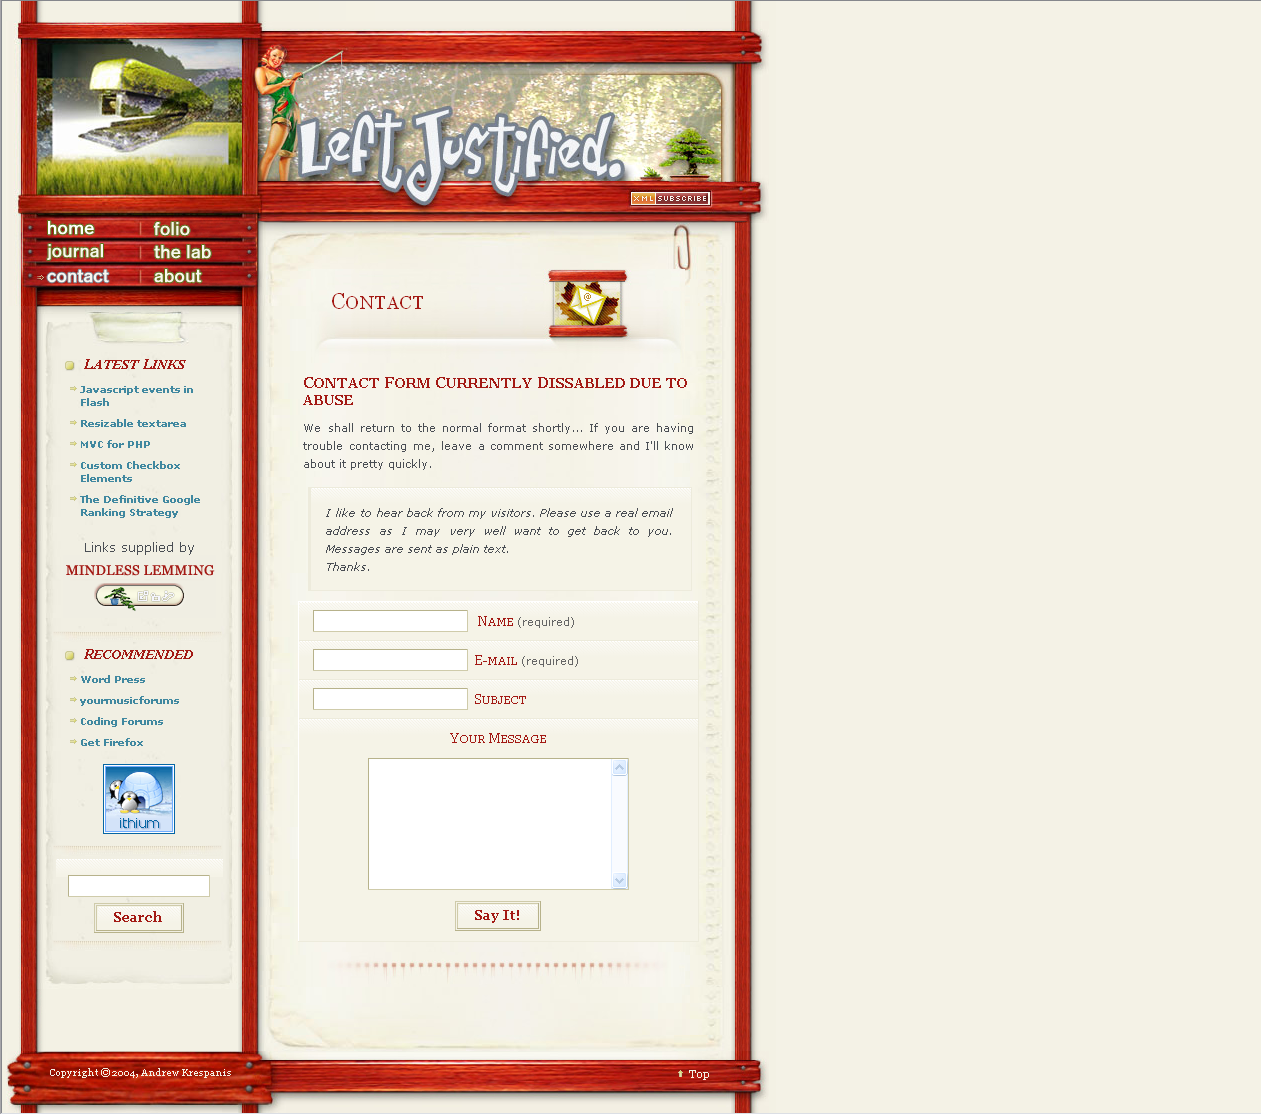 Left Justified.
XML SUBSCRIBE
home
folio
journal
the lab
contact
about
Latest Links
Javascript events in
Flash
Resizable textarea
MVC for PHP
Custom Checkbox
Elements
The Definitive Google
Ranking Strategy
Links supplied by
MINDLESS LEMMING
Recommended
Word Press
yourmusicforums
Coding Forums
Get Firefox
ithium
Search
Contact
@
Contact Form Currently Dissabled due to
abuse
We shall return to the normal format shortly... If you are having
trouble contacting me, leave a comment somewhere and I'll know
about it pretty quickly.
I like to hear back from my visitors. Please use a real email
address as I may very well want to get back to you.
Messages are sent as plain text.
Thanks.
Name (required)
E-mail (required)
Subject
Your Message
Say It!
Copyright ©2004, Andrew Krespanis
Top